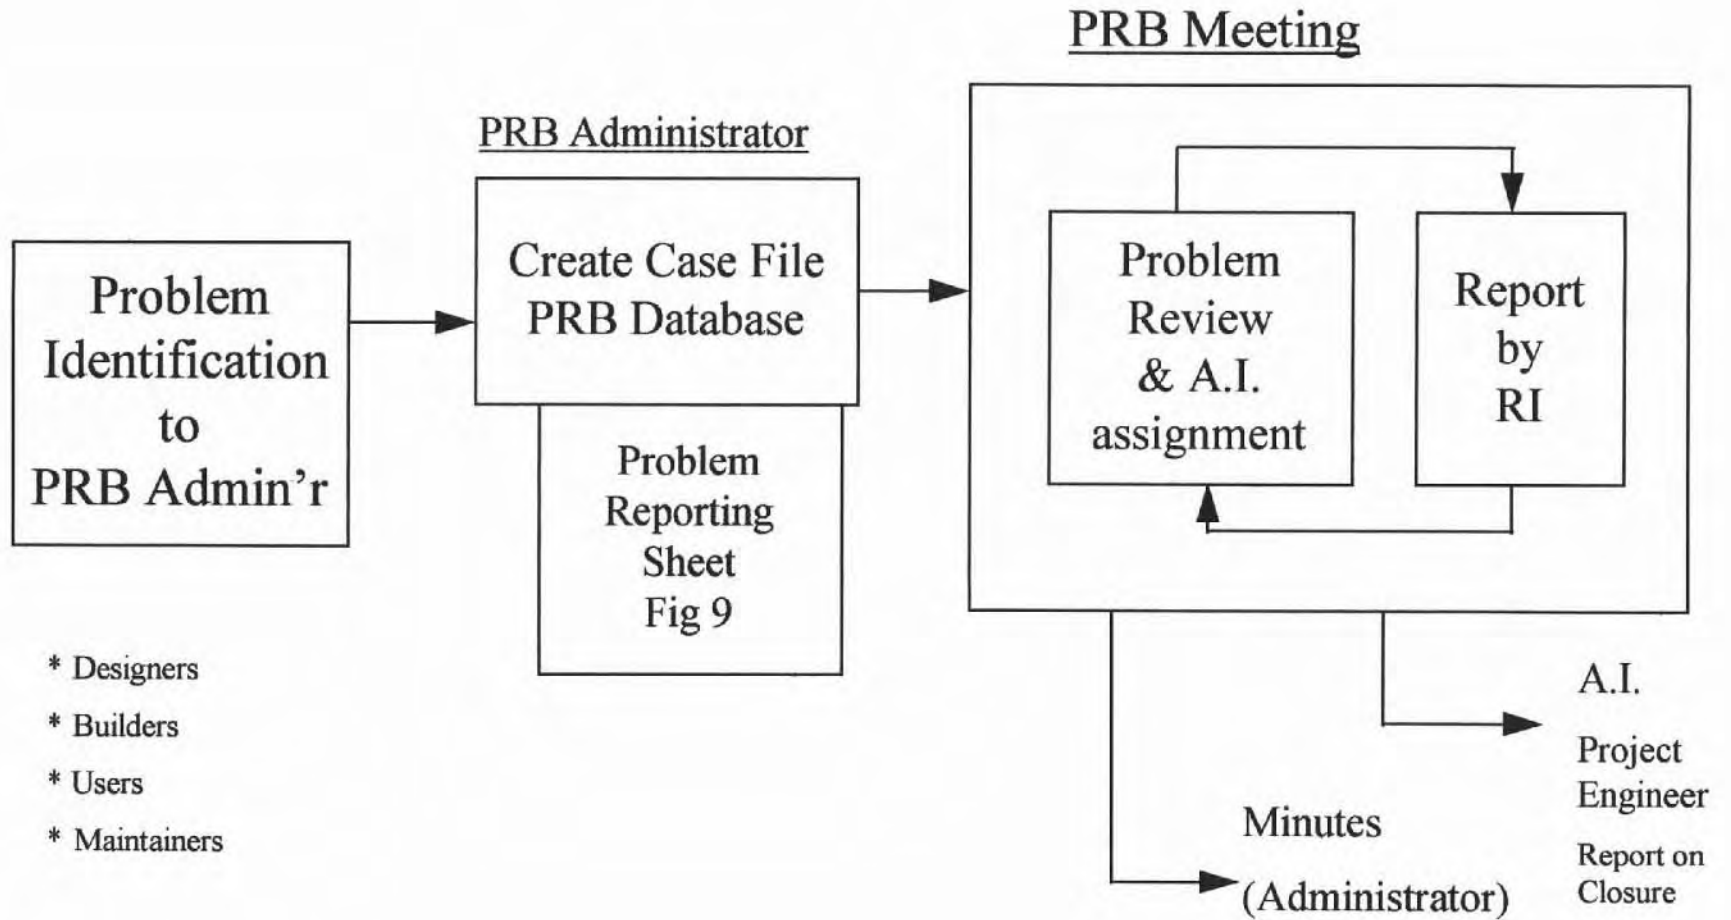 PRB Meeting
PRB Administrator
Problem
Identification
to
PRB Admin'r
Create Case File
PRB Database
Problem
Reporting
Sheet
Fig 9
Problem
Review
& A.I.
assignment
Report
by
RI
* Designers
* Builders
* Users
* Maintainers
Minutes
(Administrator)
A.I.
Project
Engineer
Report on
Closure